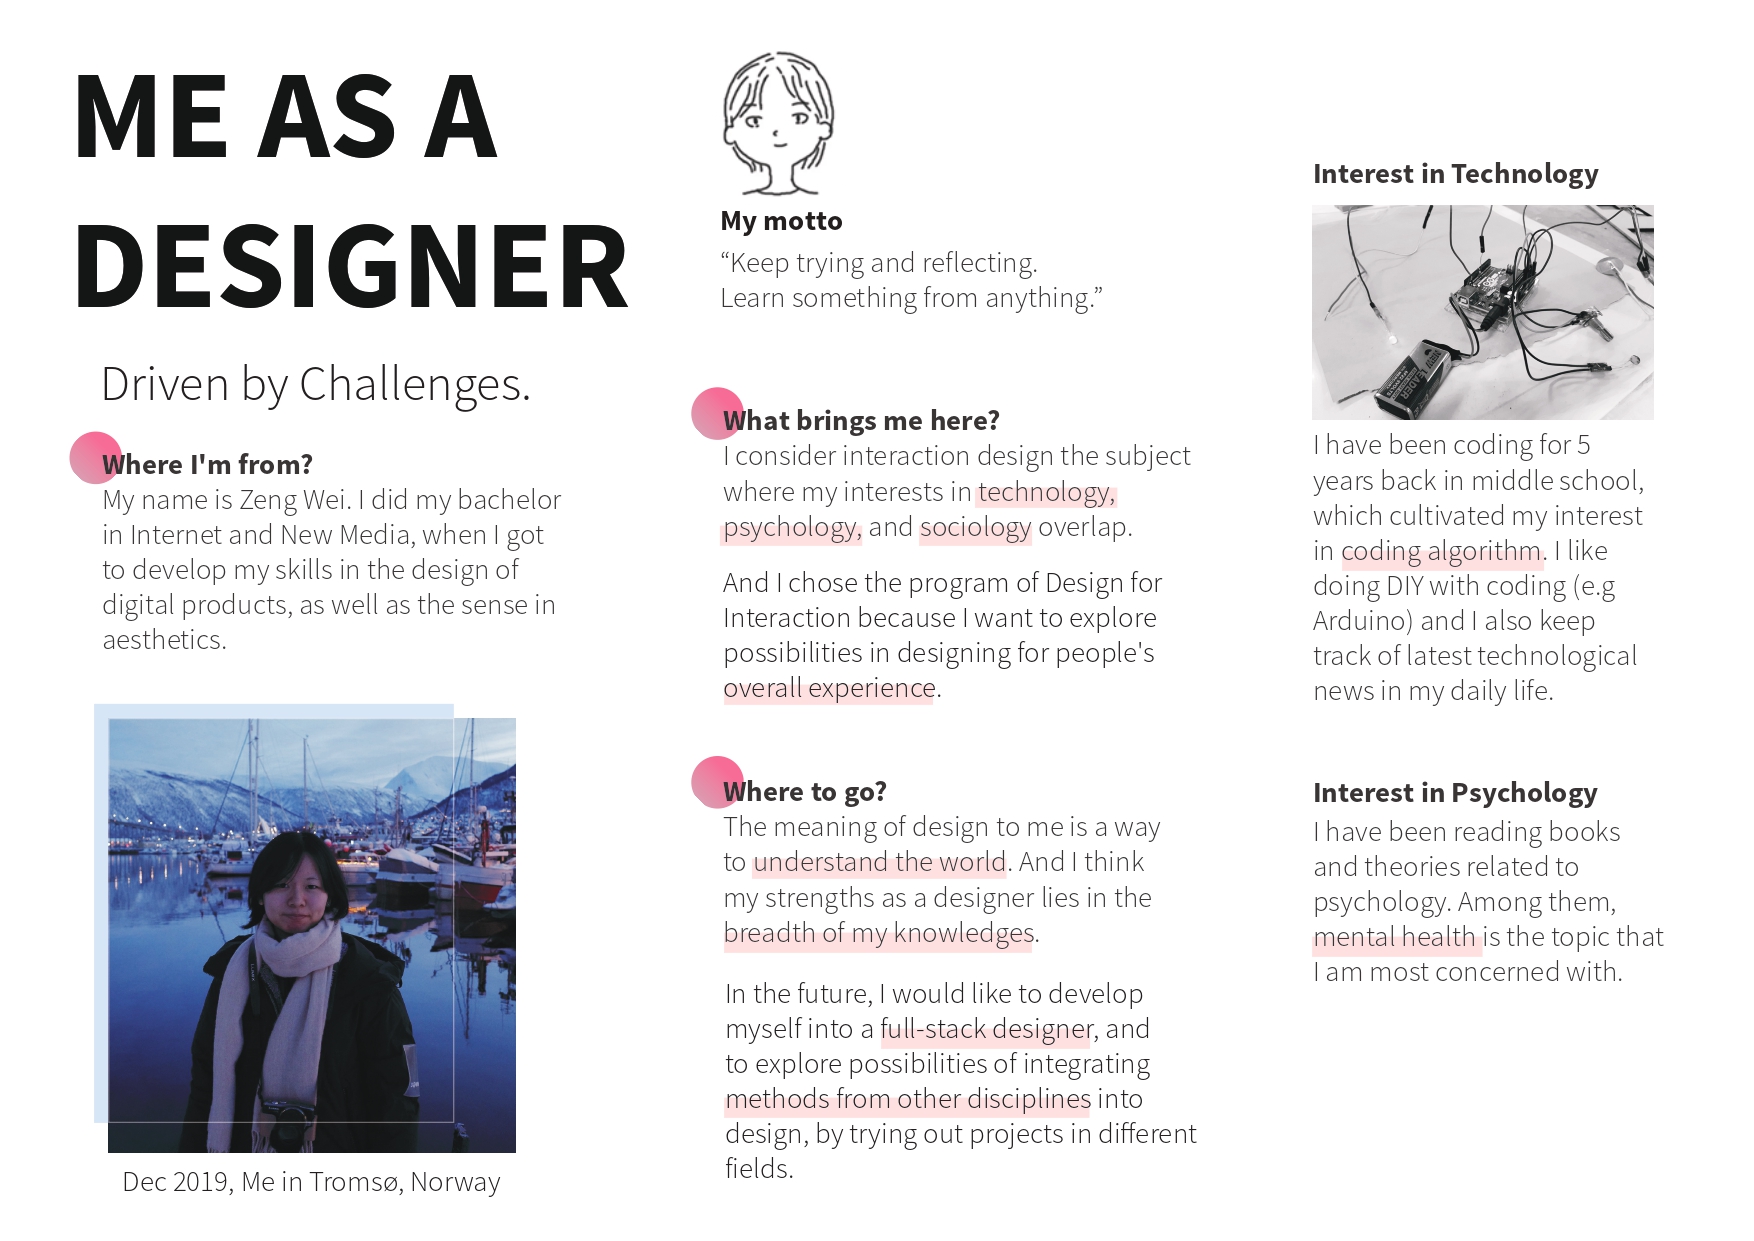 ME AS A
DESIGNER
Driven by Challenges.
Where I'm from?
My name is Zeng Wei. I did my bachelor
in Internet and New Media, when I got
to develop my skills in the design of
digital products, as well as the sense in
aesthetics.
Dec 2019, Me in Tromsø, Norway
My motto
“Keep trying and reflecting.
Learn something from anything.”
What brings me here?
I consider interaction design the subject
where my interests in technology,
psychology, and sociology overlap.
And I chose the program of Design for
Interaction because I want to explore
possibilities in designing for people's
overall experience.
Where to go?
The meaning of design to me is a way
to understand the world. And I think
my strengths as a designer lies in the
breadth of my knowledges.
In the future, I would like to develop
myself into a full-stack designer, and
to explore possibilities of integrating
methods from other disciplines into
design, by trying out projects in different
fields.
Interest in Technology
LEADER
I have been coding for 5
years back in middle school,
which cultivated my interest
in coding algorithm. I like
doing DIY with coding (e.g
Arduino) and I also keep
track of latest technological
news in my daily life.
Interest in Psychology
I have been reading books
and theories related to
psychology. Among them,
mental health is the topic that
I am most concerned with.